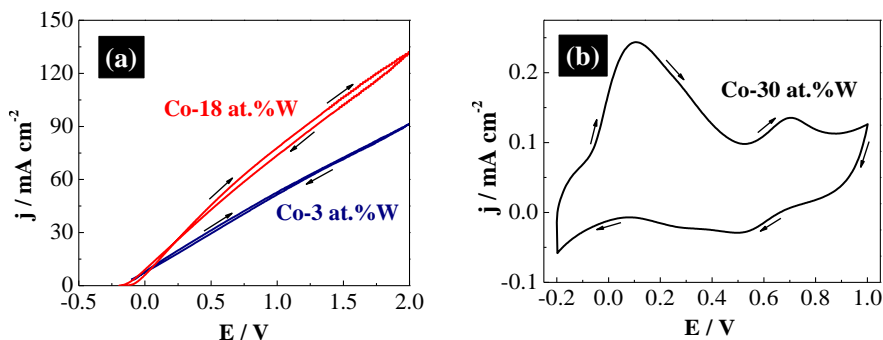 (a)
Co-18 at.%W
Co-3 at.%W
150
120
90
60
30
0
j / mA cm⁻²
-0.5
0.0
0.5
1.0
1.5
2.0
E / V
(b)
Co-30 at.%W
0.2
0.1
0.0
-0.1
j / mA cm⁻²
-0.2
0.0
0.2
0.4
0.6
0.8
1.0
E / V